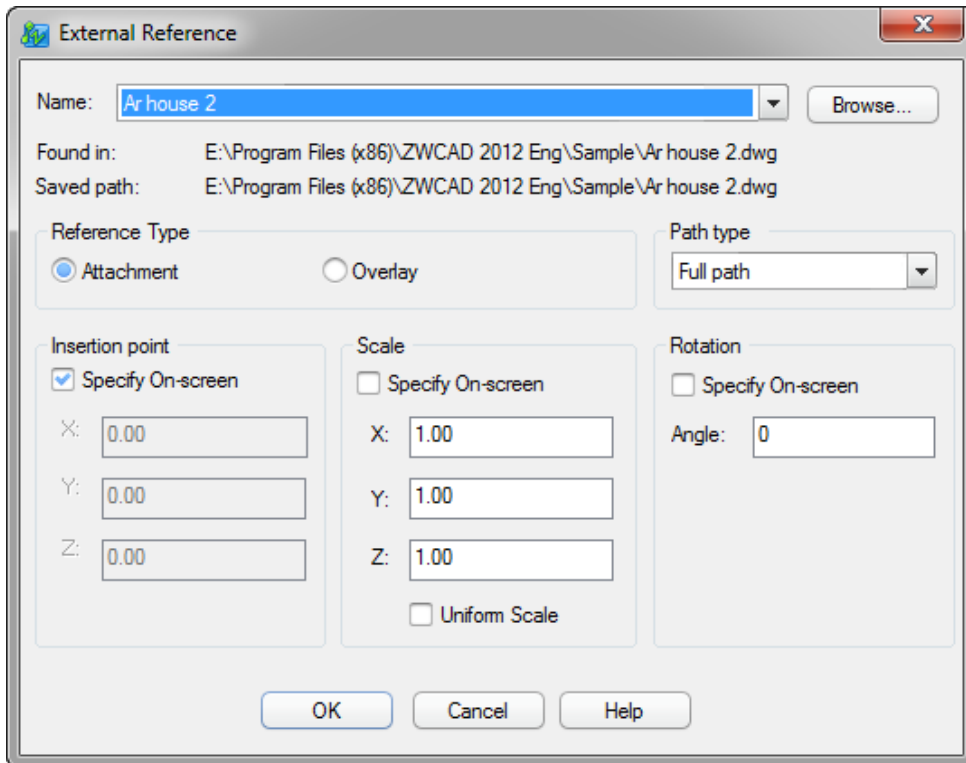 External Reference
Name: Ar house 2 Browse...
Found in: E:\Program Files (x86)\ZWCAD 2012 Eng\Sample\Ar house 2.dwg
Saved path: E:\Program Files (x86)\ZWCAD 2012 Eng\Sample\Ar house 2.dwg
Reference Type
Attachment Overlay
Path type
Full path
Insertion point
Specify On-screen
X: 0.00
Y: 0.00
Z: 0.00
Scale
Specify On-screen
X: 1.00
Y: 1.00
Z: 1.00
Uniform Scale
Rotation
Specify On-screen
Angle: 0
OK Cancel Help